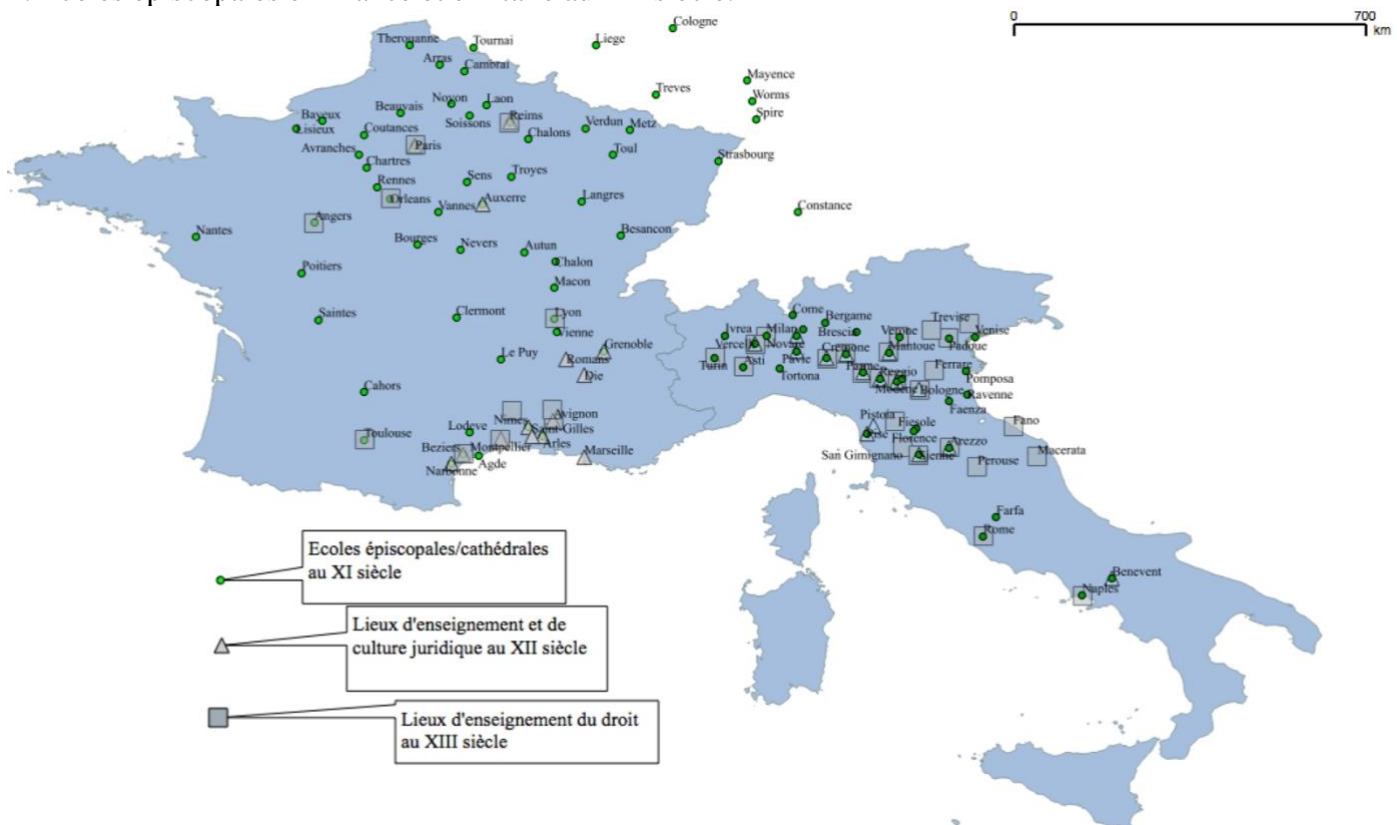 0 700
km
Cologne
Therouanne
Tournai
Liege
Arras
Cambrai
Mayence
Treves
Worms
Spire
Noyon
Laon
Beauvais
Bayeux
Lisieux
Coutances
Soissons
Reims
Chalons
Verdun
Metz
Paris
Avranches
Toul
Strasbourg
Chartres
Rennes
Sens
Troyes
Orleans
Vannes
Auxerre
Langres
Constance
Angers
Nantes
Bourges
Nevers
Autun
Besancon
Chalon
Poitiers
Macon
Saintes
Clermont
Lyon
Vienne
Le Puy
Romans
Grenoble
Die
Cahors
Toulouse
Lodeve
Nimes
Avignon
Saint-Gilles
Arles
Beziers
Montpellier
Agde
Narbonne
Marseille
Come
Bergame
Ivrea
Milan
Brescia
Verone
Trevise
Venise
Padoue
Vercelli
Novare
Turin
Asti
Pavie
Cremone
Mantoue
Tortona
Parme
Reggio
Ferrare
Pomposa
Modene
Bologne
Ravenne
Faenza
Pistoia
Fiesole
Pise
Florence
Arezzo
Fano
San Gimignano
Sienne
Perouse
Macerata
Farfa
Rome
Benevent
Naples
Ecoles épiscopales/cathédrales
au XI siècle
Lieux d'enseignement et de
culture juridique au XII siècle
Lieux d'enseignement du droit
au XIII siècle